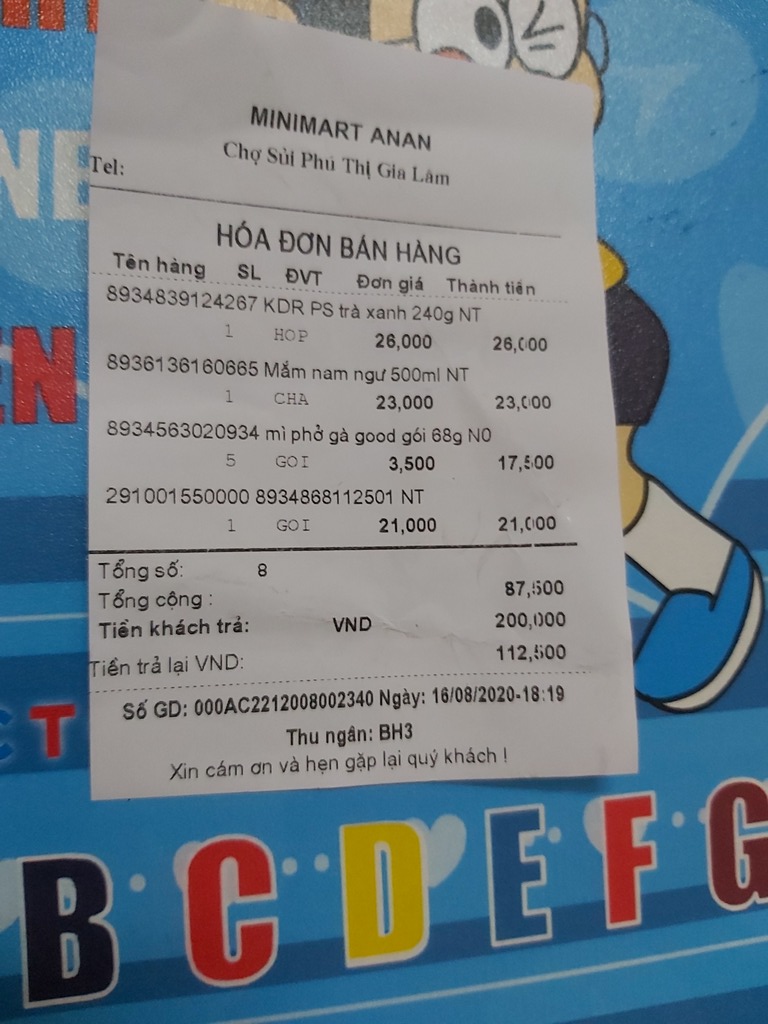 MINIMART ANAN
Chợ Sủi Phú Thị Gia Lâm
Tel:
HÓA ĐƠN BÁN HÀNG
Tên hàng SL ĐVT Đơn giá Thành tiền
8934839124267 KDR PS trà xanh 240g NT
1 HOP 26,000 26,000
8936136160665 Mắm nam ngư 500ml NT
1 CHA 23,000 23,000
8934563020934 mì phở gà good gói 68g N0
5 GOI 3,500 17,500
291001550000 8934868112501 NT
1 GOI 21,000 21,000
Tổng số: 8
Tổng cộng : 87,500
Tiền khách trả: VND 200,000
Tiền trả lại VND: 112,500
Số GD: 000AC2212008002340 Ngày: 16/08/2020-18:19
Thu ngân: BH3
Xin cám ơn và hẹn gặp lại quý khách !
B C D E F G